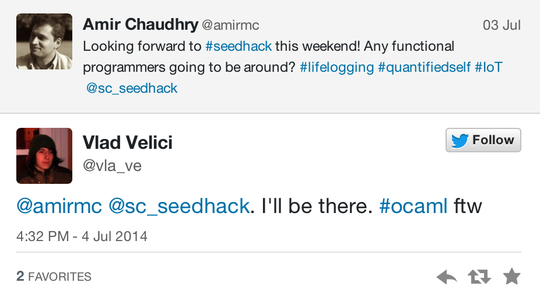 Amir Chaudhry @amirmc 03 Jul
Looking forward to #seedhack this weekend! Any functional
programmers going to be around? #lifelogging #quantifiedself #IoT
@sc_seedhack
Vlad Velici Follow
@vla_ve
@amirmc @sc_seedhack. I'll be there. #ocaml ftw
4:32 PM - 4 Jul 2014
2 FAVORITES